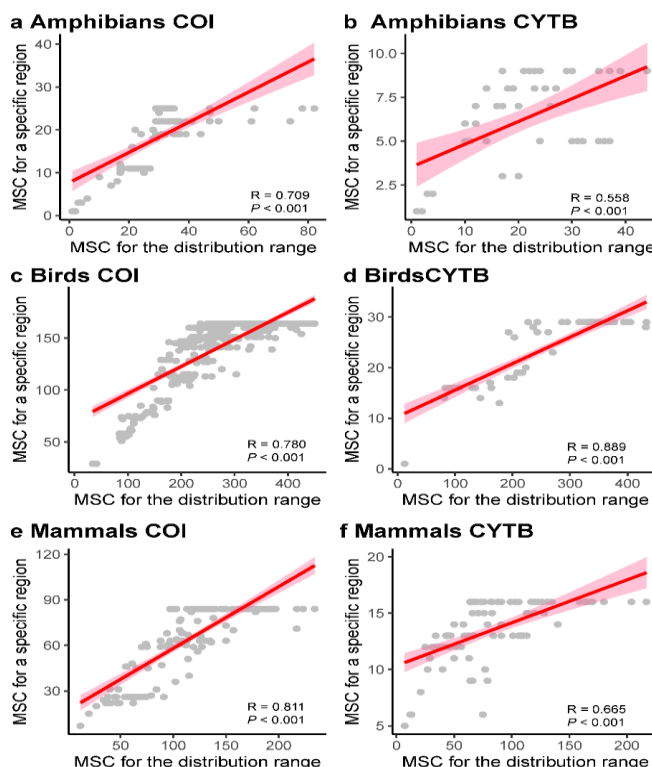 a Amphibians COI
MSC for a specific region
40
30
20
10
0
R = 0.709
P < 0.001
0 20 40 60 80
MSC for the distribution range
b Amphibians CYTB
MSC for a specific region
10.0
7.5
5.0
2.5
R = 0.558
P < 0.001
0 10 20 30 40
MSC for the distribution range
c Birds COI
MSC for a specific region
150
100
50
R = 0.780
P < 0.001
0 100 200 300 400
MSC for the distribution range
d BirdsCYTB
MSC for a specific region
30
20
10
0
R = 0.889
P < 0.001
0 100 200 300 400
MSC for the distribution range
e Mammals COI
MSC for a specific region
120
90
60
30
R = 0.811
P < 0.001
50 100 150 200
MSC for the distribution range
f Mammals CYTB
MSC for a specific region
20
15
10
5
R = 0.665
P < 0.001
0 50 100 150 200
MSC for the distribution range